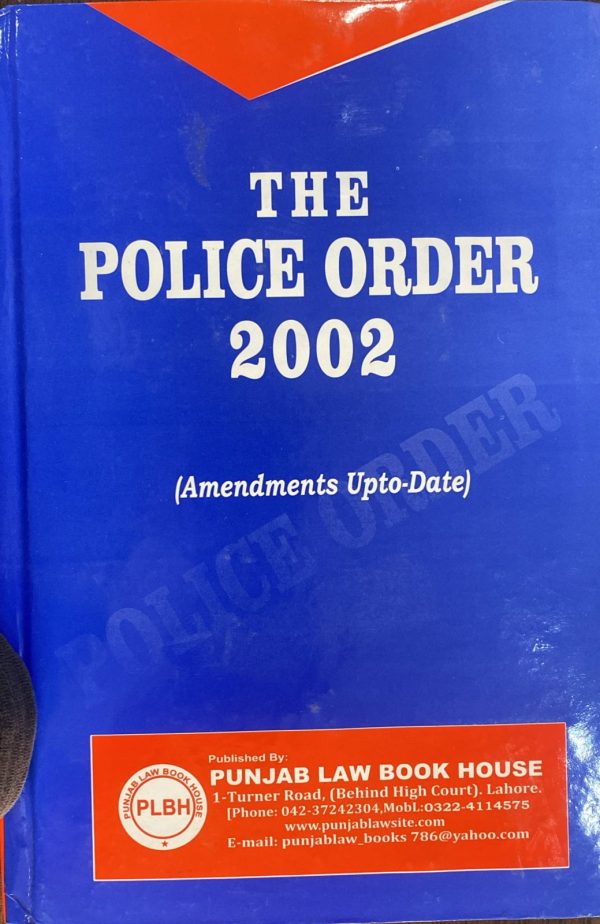 THE
POLICE ORDER
2002
(Amendments Upto-Date)
POLICE ORDER
Published By:
PUNJAB LAW BOOK HOUSE
1-Turner Road, (Behind High Court). Lahore.
[Phone: 042-37242304,MobL:0322-4114575
www.punjablawsite.com
E-mail: punjablaw_books 786@yahoo.com
PUNJAB LAW BOOK HOUSE
PLBH